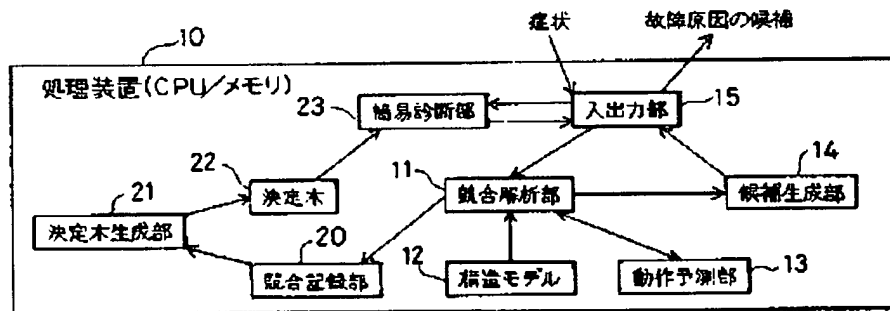 症状
故障原因の候補
10
処理装置(CPU/メモリ)
23
簡易診断部
入出力部
15
22
決定木
11
競合解析部
14
候補生成部
21
決定木生成部
20
競合記録部
12
構造モデル
動作予測部
13